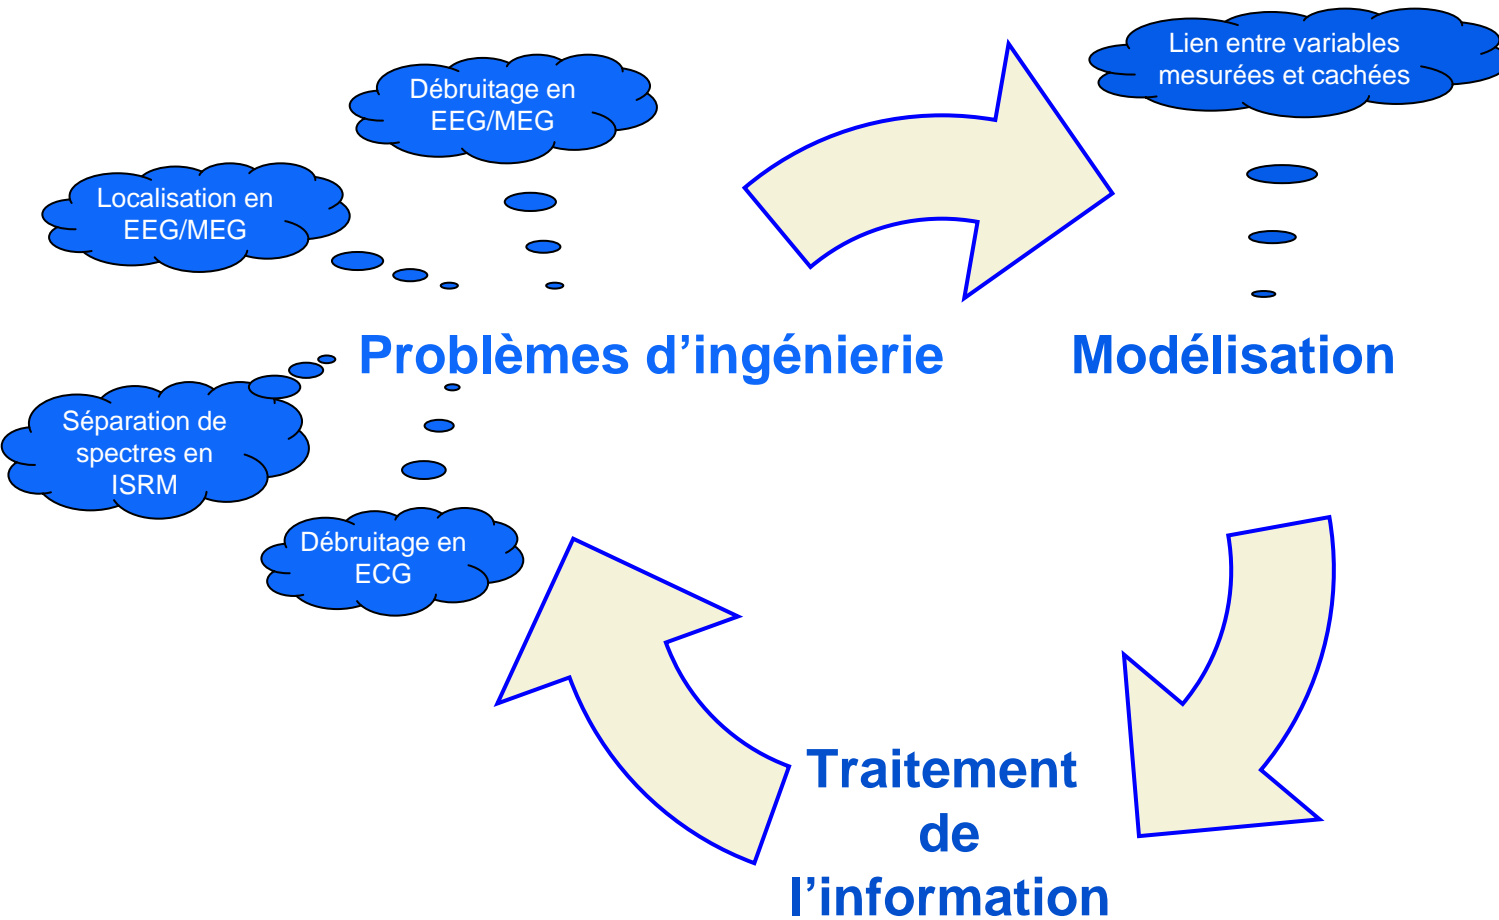 Lien entre variables
mesurées et cachées
Débruitage en
EEG/MEG
Localisation en
EEG/MEG
Problèmes d’ingénierie
Modélisation
Séparation de
spectres en
ISRM
Débruitage en
ECG
Traitement
de
l’information